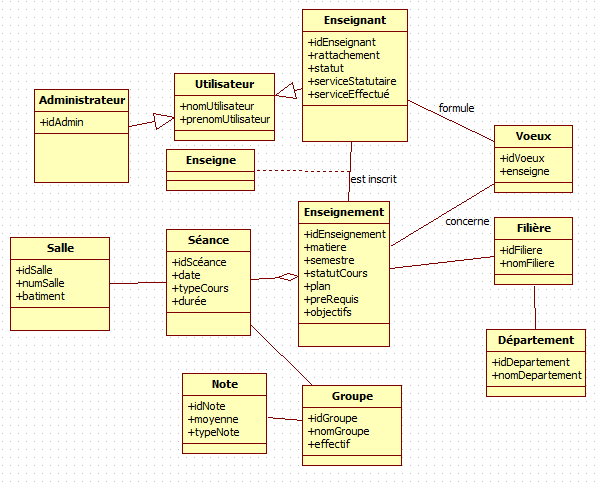 Enseignant
+idEnseignant
+rattachement
+statut
+serviceStatutaire
+serviceEffectué
Utilisateur
+nomUtilisateur
+prenomUtilisateur
Administrateur
+idAdmin
formule
Voeux
+idVoeux
+enseigne
Enseigne
est inscrit
Enseignement
+idEnseignement
+matiere
+semestre
+statutCours
+plan
+preRequis
+objectifs
concerne
Filière
+idFiliere
+nomFiliere
Salle
+idSalle
+numSalle
+batiment
Séance
+idScéance
+date
+typeCours
+durée
Département
+idDepartement
+nomDepartement
Note
+idNote
+moyenne
+typeNote
Groupe
+idGroupe
+nomGroupe
+effectif